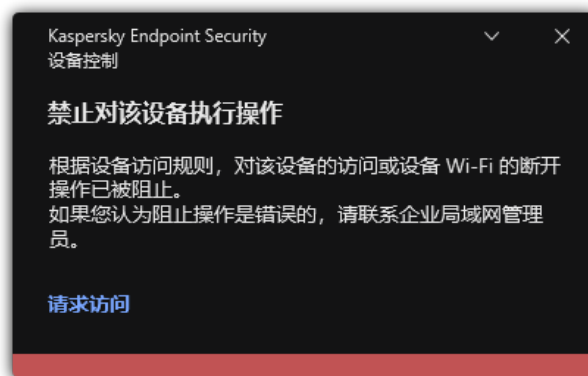 Kaspersky Endpoint Security
设备控制
禁止对该设备执行操作
根据设备访问规则，对该设备的访问或设备 Wi-Fi 的断开
操作已被阻止。
如果您认为阻止操作是错误的，请联系企业局域网管理
员。
请求访问